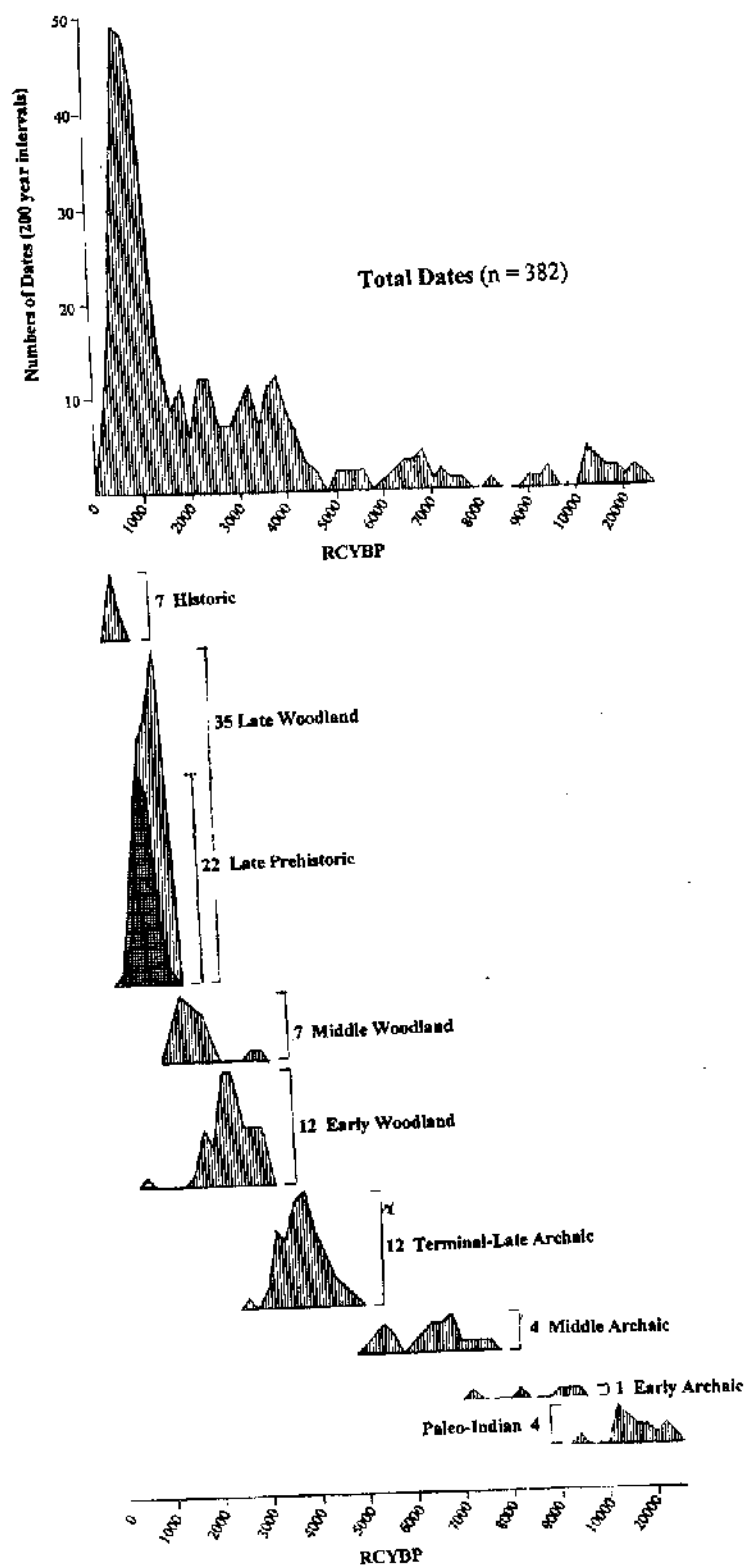 50
40
30
20
10
Numbers of Dates (200 year intervals)
Total Dates (n = 382)
0 1000 2000 3000 4000 5000 6000 7000 8000 9000 10000 20000
RCYBP
7 Historic
35 Late Woodland
22 Late Prehistoric
7 Middle Woodland
12 Early Woodland
12 Terminal-Late Archaic
4 Middle Archaic
1 Early Archaic
Paleo-Indian 4
0 1000 2000 3000 4000 5000 6000 7000 8000 9000 10000 20000
RCYBP